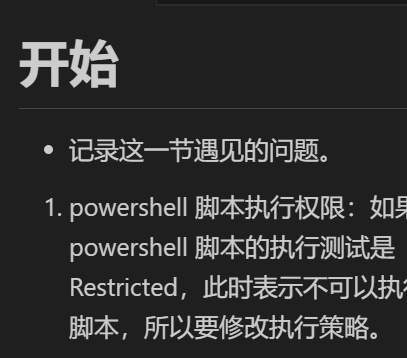 开始
记录这一节遇见的问题。
1. powershell 脚本执行权限：如
powershell 脚本的执行测试是
Restricted，此时表示不可以执
脚本，所以要修改执行策略。